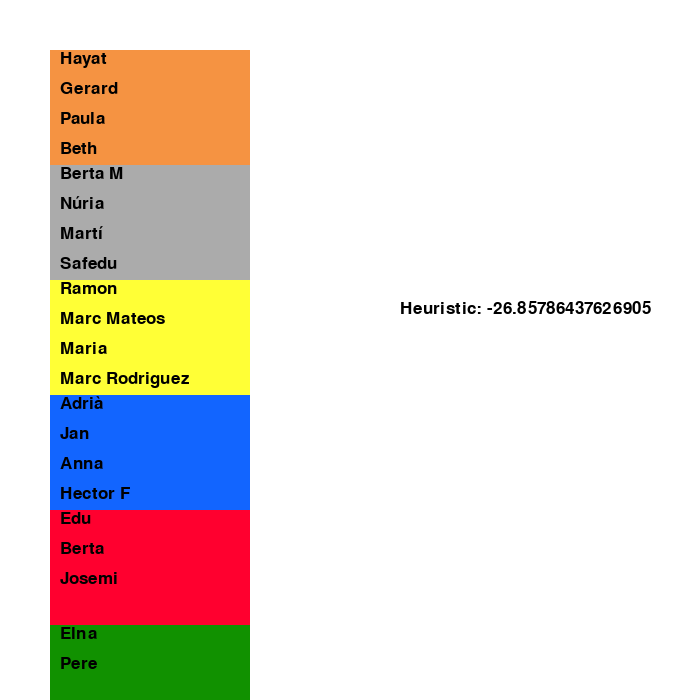 Hayat
Gerard
Paula
Beth
Berta M
Núria
Martí
Safedu
Ramon
Marc Mateos
Maria
Marc Rodriguez
Adrià
Jan
Anna
Hector F
Edu
Berta
Josemi
Elna
Pere
Heuristic: -26.85786437626905